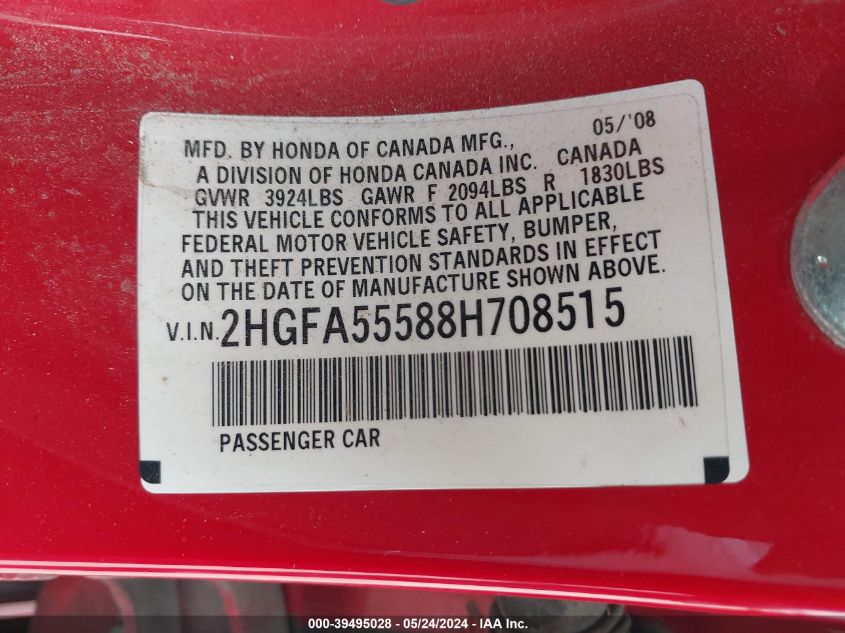 05/'08
MFD. BY HONDA OF CANADA MFG.,
A DIVISION OF HONDA CANADA INC. CANADA
GVWR 3924LBS GAWR F 2094LBS R 1830LBS
THIS VEHICLE CONFORMS TO ALL APPLICABLE
FEDERAL MOTOR VEHICLE SAFETY, BUMPER,
AND THEFT PREVENTION STANDARDS IN EFFECT
ON THE DATE OF MANUFACTURE SHOWN ABOVE.
V.I.N. 2HGFA55588H708515
PASSENGER CAR
000-39495028 - 05/24/2024 - IAA Inc.